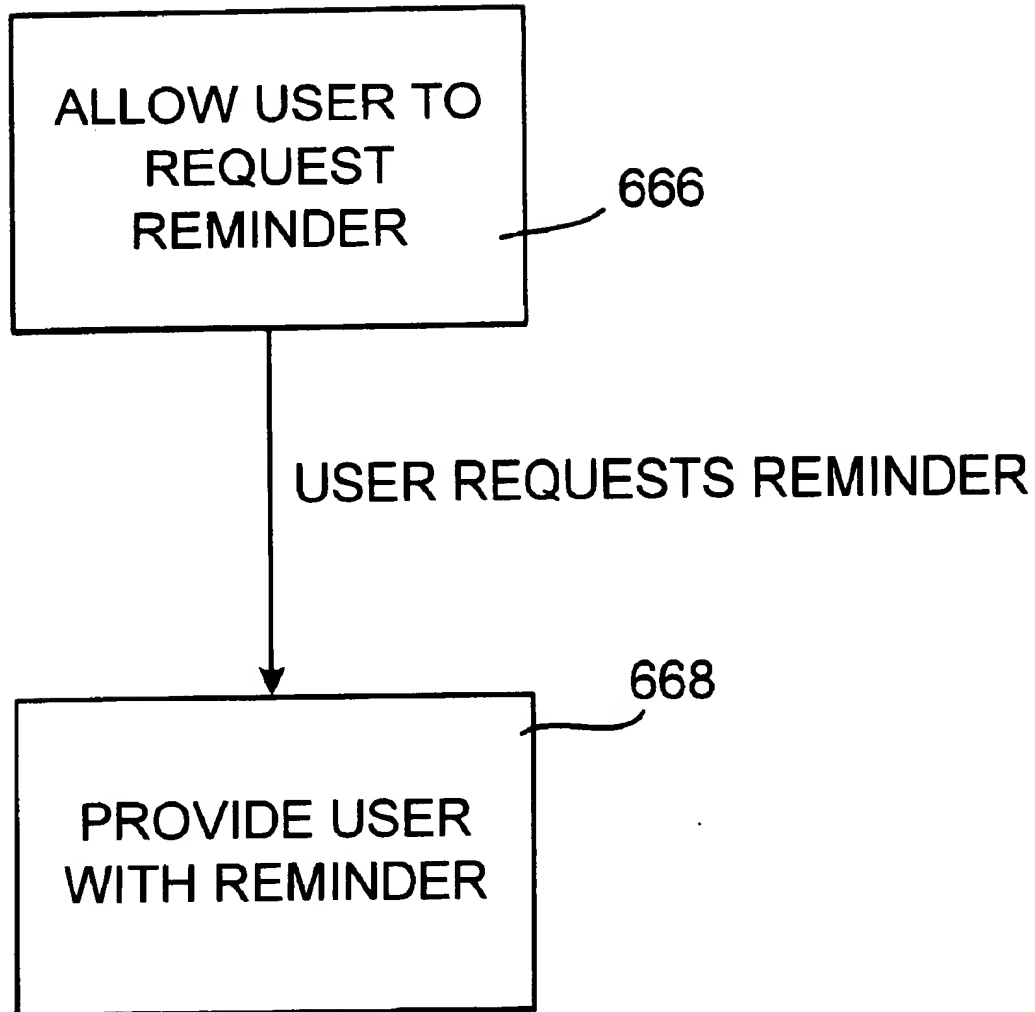 ALLOW USER TO
REQUEST
REMINDER
666
USER REQUESTS REMINDER
668
PROVIDE USER
WITH REMINDER